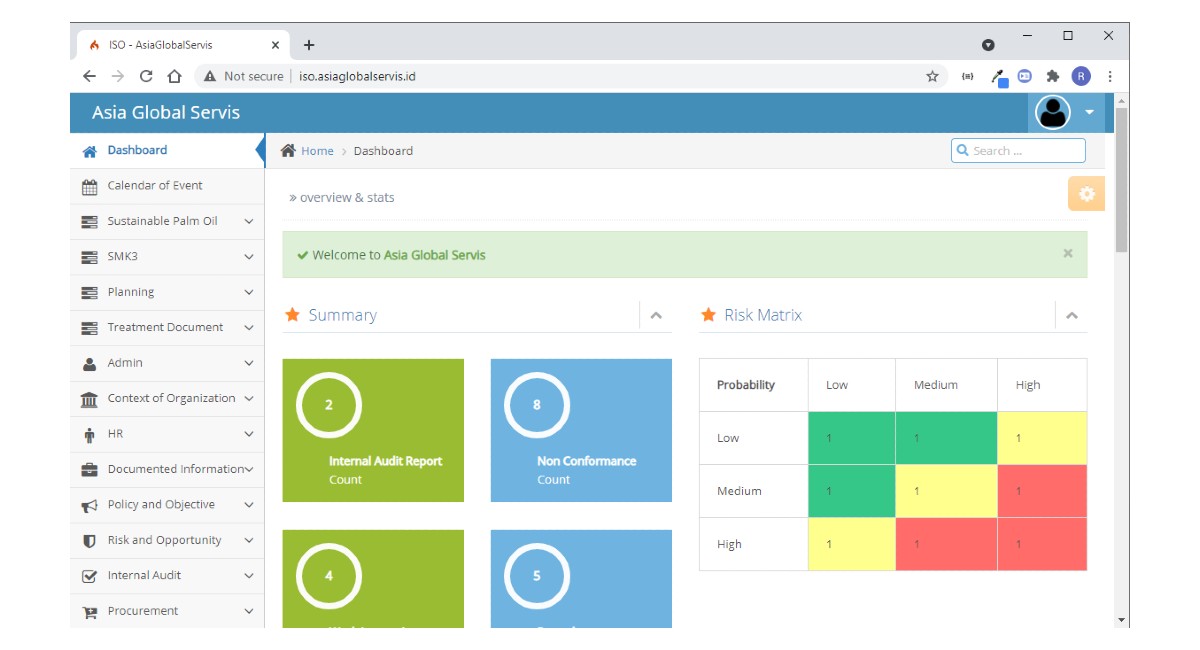 ISO - AsiaGlobalServis
Not secure iso.asiaglobalservis.id
R
Asia Global Servis
Dashboard
Home > Dashboard
Search ...
Calendar of Event
Sustainable Palm Oil
SMK3
Planning
Treatment Document
Admin
Context of Organization
HR
Documented Information
Policy and Objective
Risk and Opportunity
Internal Audit
Procurement
» overview & stats
Welcome to Asia Global Servis
Summary
2
Internal Audit Report
Count
8
Non Conformance
Count
4
5
Risk Matrix
Probability Low Medium High
Low 1 1 1
Medium 1 1 1
High 1 1 1